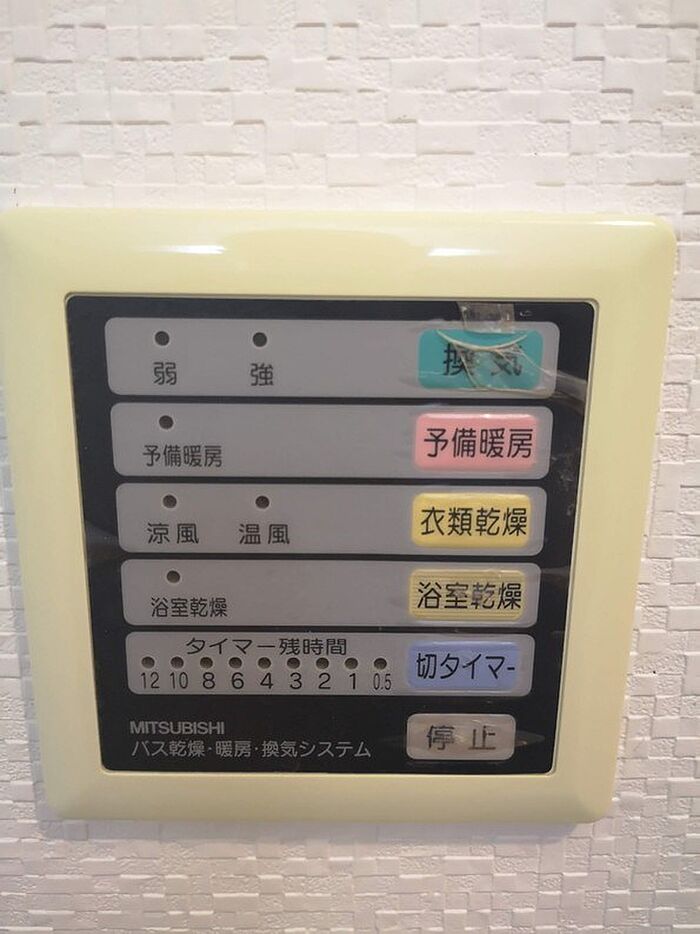 弱 強 換気
予備暖房 予備暖房
涼風 温風 衣類乾燥
浴室乾燥 浴室乾燥
タイマー残時間
12 10 8 6 4 3 2 1 0.5 切タイマー
MITSUBISHI
バス乾燥・暖房・換気システム 停止